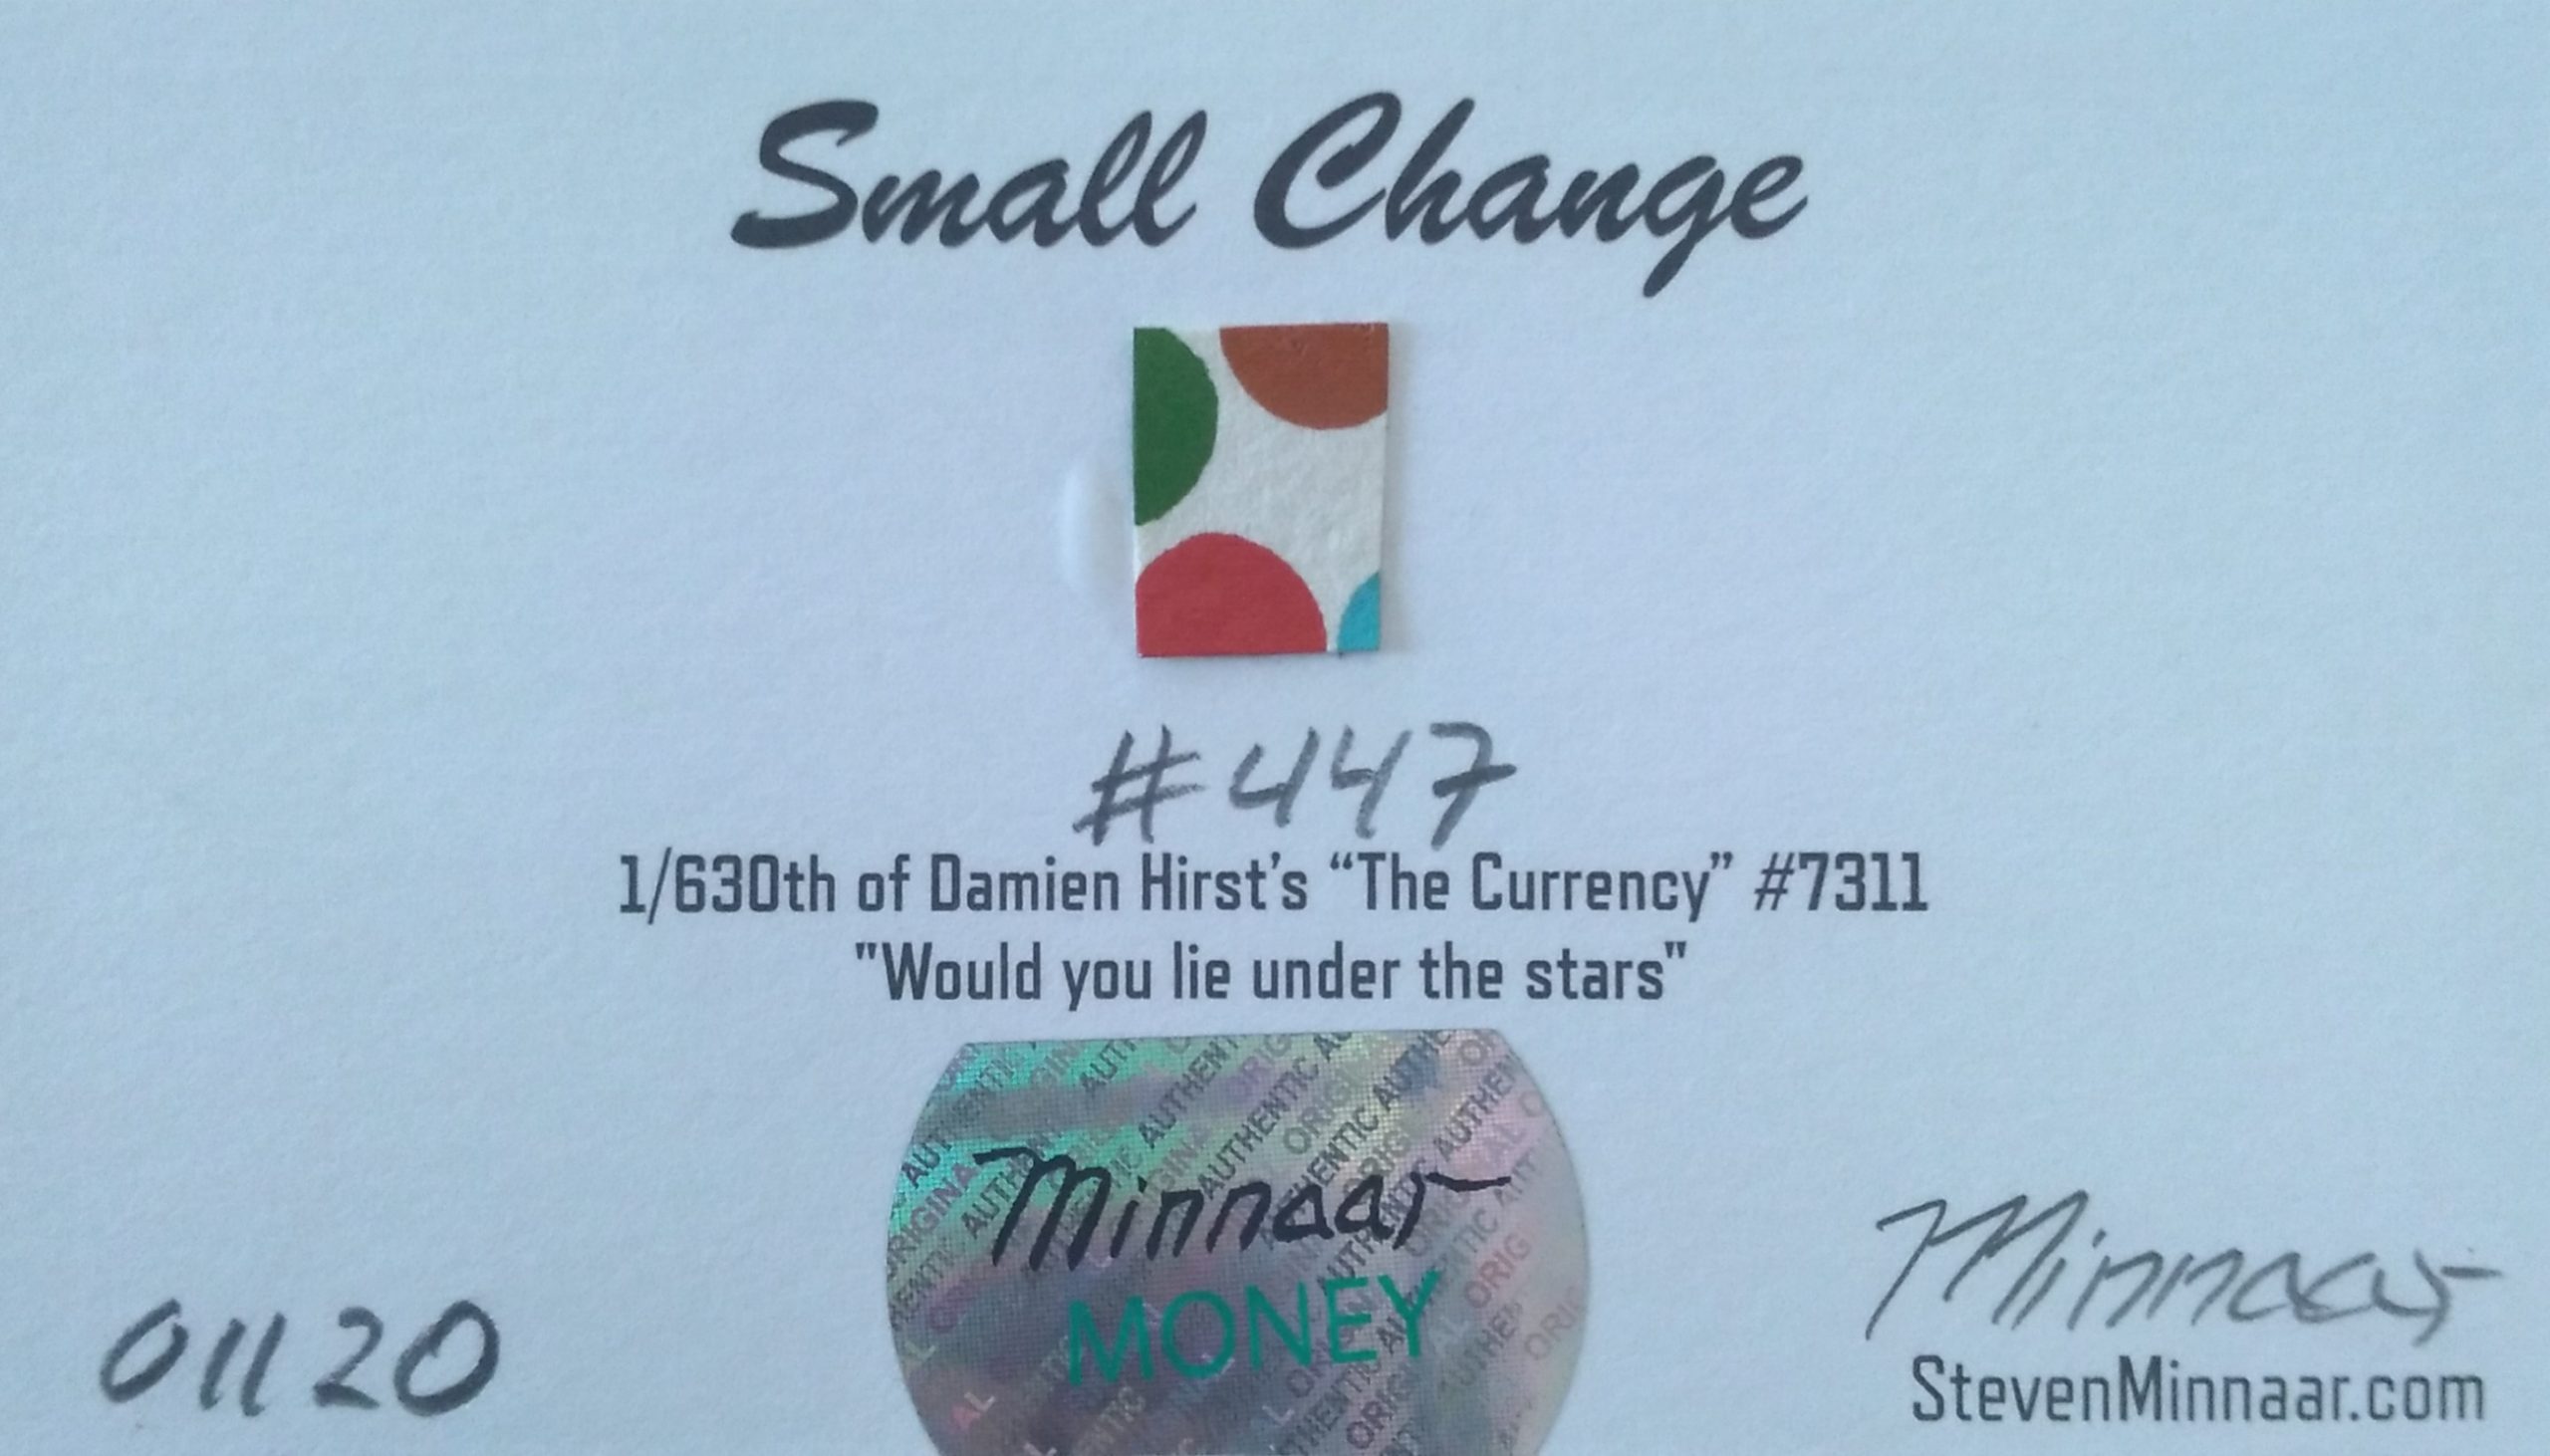 Small Change
#447
1/630th of Damien Hirst's “The Currency” #7311
"Would you lie under the stars"
Minnaar
MONEY
01120
Minnaar
StevenMinnaar.com